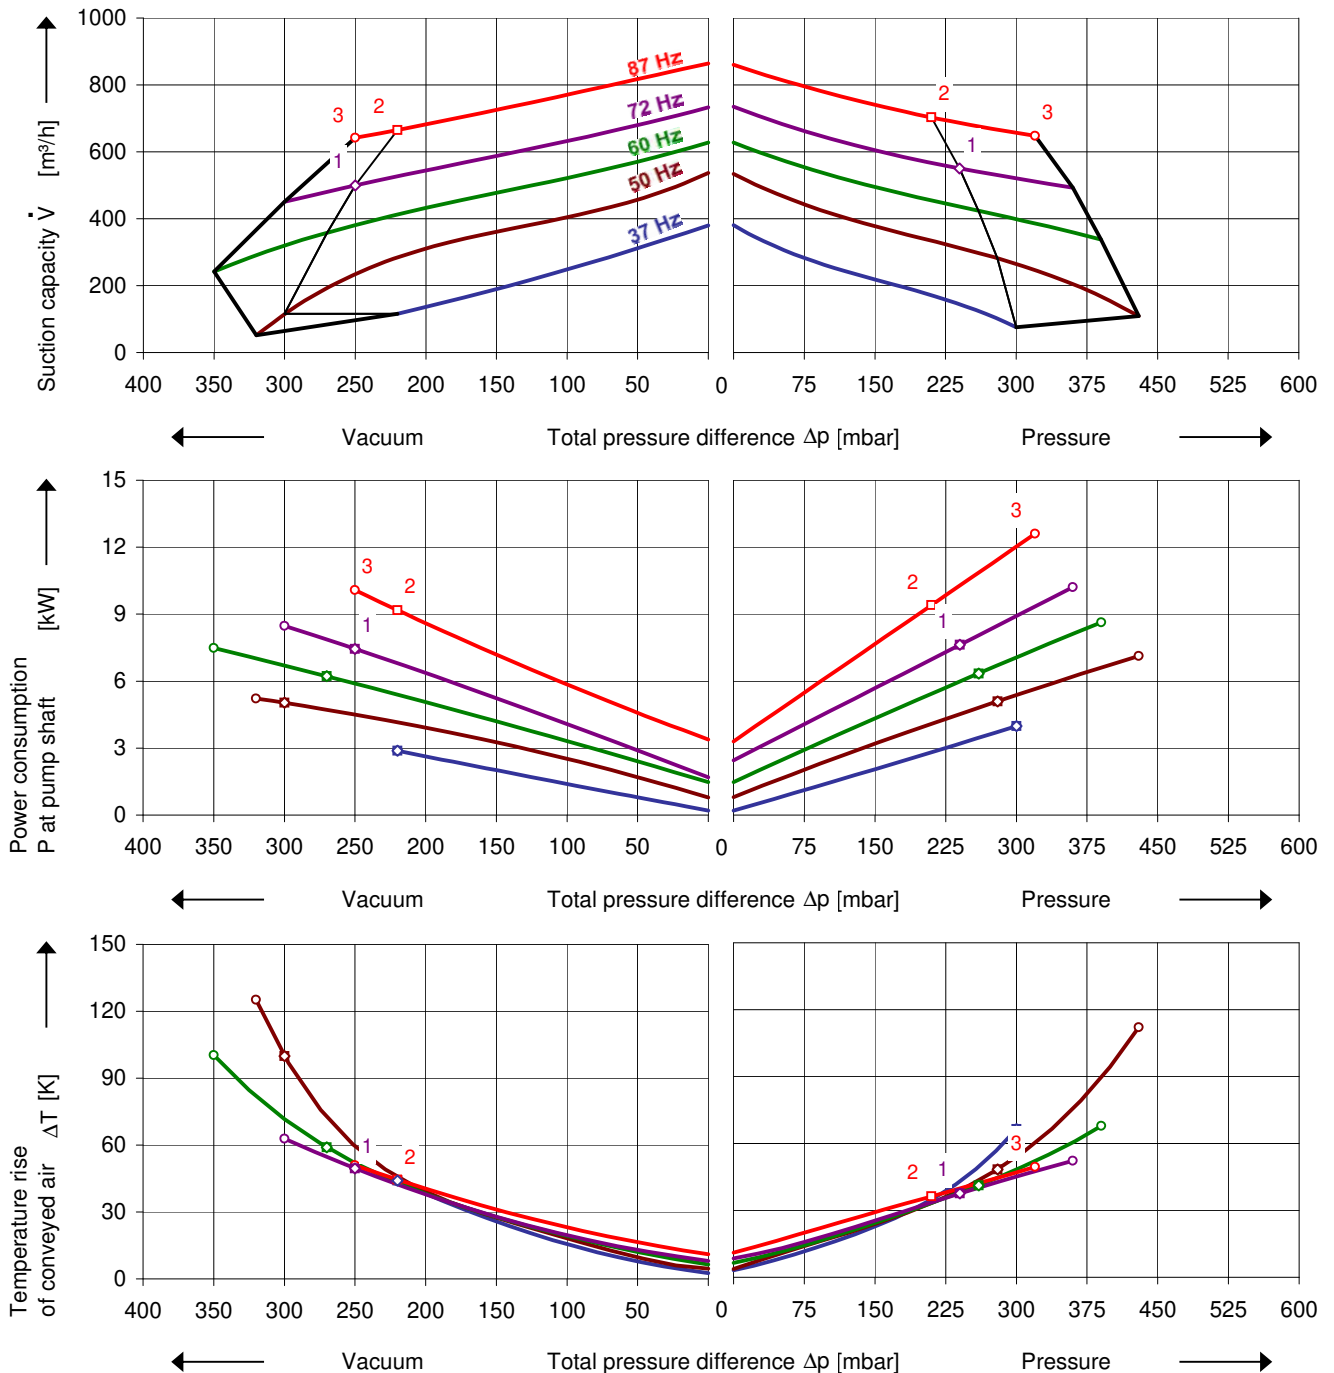 1000
800
600
400
200
0
Suction capacity V̇ [m³/h]
87 Hz
72 Hz
60 Hz
50 Hz
37 Hz
3
2
1
2
3
1
400 350 300 250 200 150 100 50 0 75 150 225 300 375 450 525 600
Vacuum Total pressure difference Δp [mbar] Pressure
15
12
9
6
3
0
Power consumption
P at pump shaft [kW]
3
2
1
3
2
1
400 350 300 250 200 150 100 50 0 75 150 225 300 375 450 525 600
Vacuum Total pressure difference Δp [mbar] Pressure
150
120
90
60
30
0
Temperature rise
of conveyed air ΔT [K]
1
2
2
1
3
400 350 300 250 200 150 100 50 0 75 150 225 300 375 450 525 600
Vacuum Total pressure difference Δp [mbar] Pressure